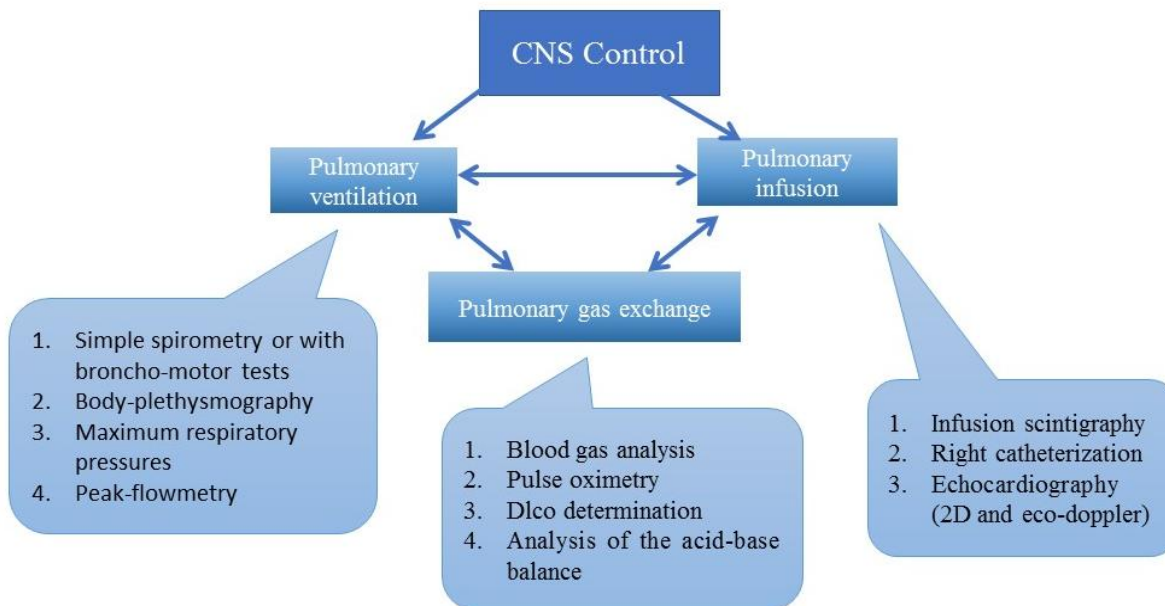 CNS Control
Pulmonary
ventilation
Pulmonary
infusion
Pulmonary gas exchange
1. Simple spirometry or with
broncho-motor tests
2. Body-plethysmography
3. Maximum respiratory
pressures
4. Peak-flowmetry
1. Blood gas analysis
2. Pulse oximetry
3. Dlco determination
4. Analysis of the acid-base
balance
1. Infusion scintigraphy
2. Right catheterization
3. Echocardiography
(2D and eco-doppler)